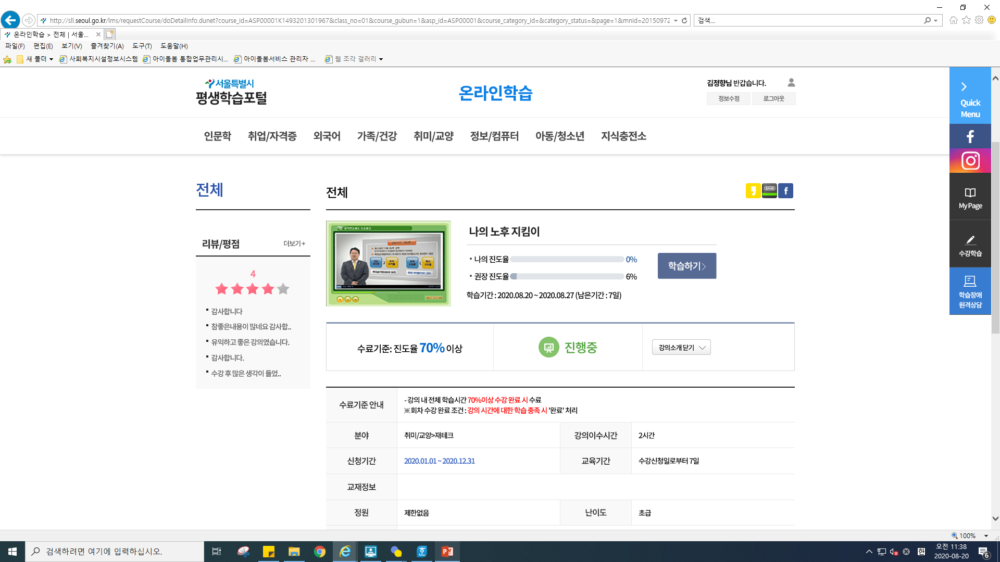 http://sll.seoul.go.kr/lms/requestCourse/doDetailInfo.dunet?course_id=ASP00001K1493201301967&class_no=01&course_gubun=1&asp_id=ASP00001&course_category_id=&category_status=&page=1&mnid=20150972
검색...
온라인학습 > 전체 | 서울...
파일(F) 편집(E) 보기(V) 즐겨찾기(A) 도구(T) 도움말(H)
새 폴더 사회복지시설정보시스템 아이돌봄 통합업무관리시... 아이돌봄서비스 관리자 ... 웹 조각 갤러리
서울특별시
평생학습포털
온라인학습
김정향님 반갑습니다.
정보수정 로그아웃
Quick
Menu
인문학 취업/자격증 외국어 가족/건강 취미/교양 정보/컴퓨터 아동/청소년 지식충전소
My Page
수강학습
학습장애
원격상담
전체
리뷰/평점 더보기+
4
감사합니다
참좋은내용이 많네요 감사합..
유익하고 좋은 강의였습니다.
감사합니다.
수강 후 많은 생각이 들었..
전체
BAND
나의 노후 지킴이
나의 진도율 0%
권장 진도율 6%
학습하기
학습기간 : 2020.08.20 ~ 2020.08.27 (남은기간 : 7일)
수료기준: 진도율 70% 이상
진행중
강의소개 닫기
수료기준 안내
- 강의 내 전체 학습시간 70%이상 수강 완료 시 수료
※ 회차 수강 완료 조건 : 강의 시간에 대한 학습 충족 시 '완료' 처리
분야 취미/교양>재테크 강의이수시간 2시간
신청기간 2020.01.01 ~ 2020.12.31 교육기간 수강신청일로부터 7일
교재정보
정원 제한없음 난이도 초급
100%
검색하려면 여기에 입력하십시오.
한
오전 11:38
2020-08-20
6